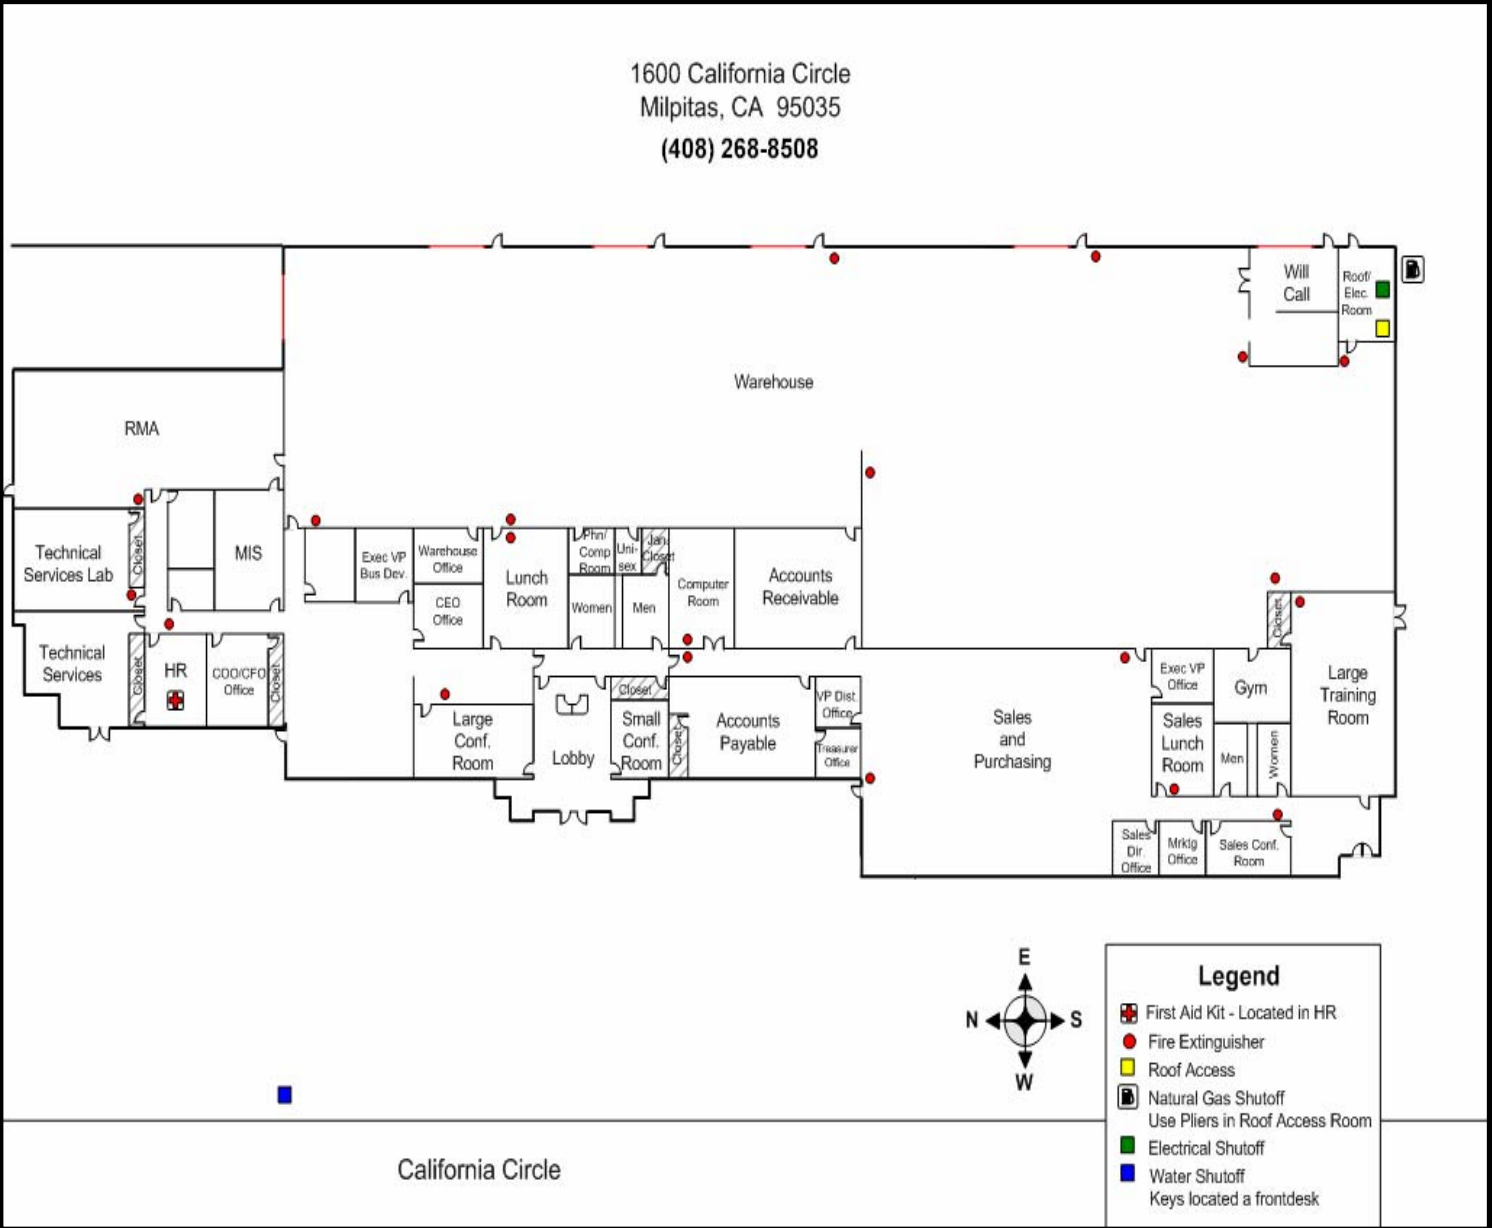 1600 California Circle
Milpitas, CA  95035
(408) 268-8508
Will
Call
Roof/
Elec.
Room
Warehouse
RMA
Technical
Services Lab
Closet
MIS
Exec VP
Bus Dev.
Warehouse
Office
CEO
Office
Lunch
Room
Phn/
Comp
Room
Uni-
sex
Jan.
Closet
Women
Men
Computer
Room
Accounts
Receivable
Technical
Services
Closet
HR
COO/CFO
Office
Closet
Large
Conf.
Room
Lobby
Closet
Small
Conf.
Room
Closet
Accounts
Payable
VP Dist.
Office
Treasurer
Office
Sales
and
Purchasing
Exec VP
Office
Sales
Lunch
Room
Gym
Men
Women
Closet
Large
Training
Room
Sales
Dir.
Office
Mrktg
Office
Sales Conf.
Room
E
N
S
W
Legend
First Aid Kit - Located in HR
Fire Extinguisher
Roof Access
Natural Gas Shutoff
Use Pliers in Roof Access Room
Electrical Shutoff
Water Shutoff
Keys located a frontdesk
California Circle